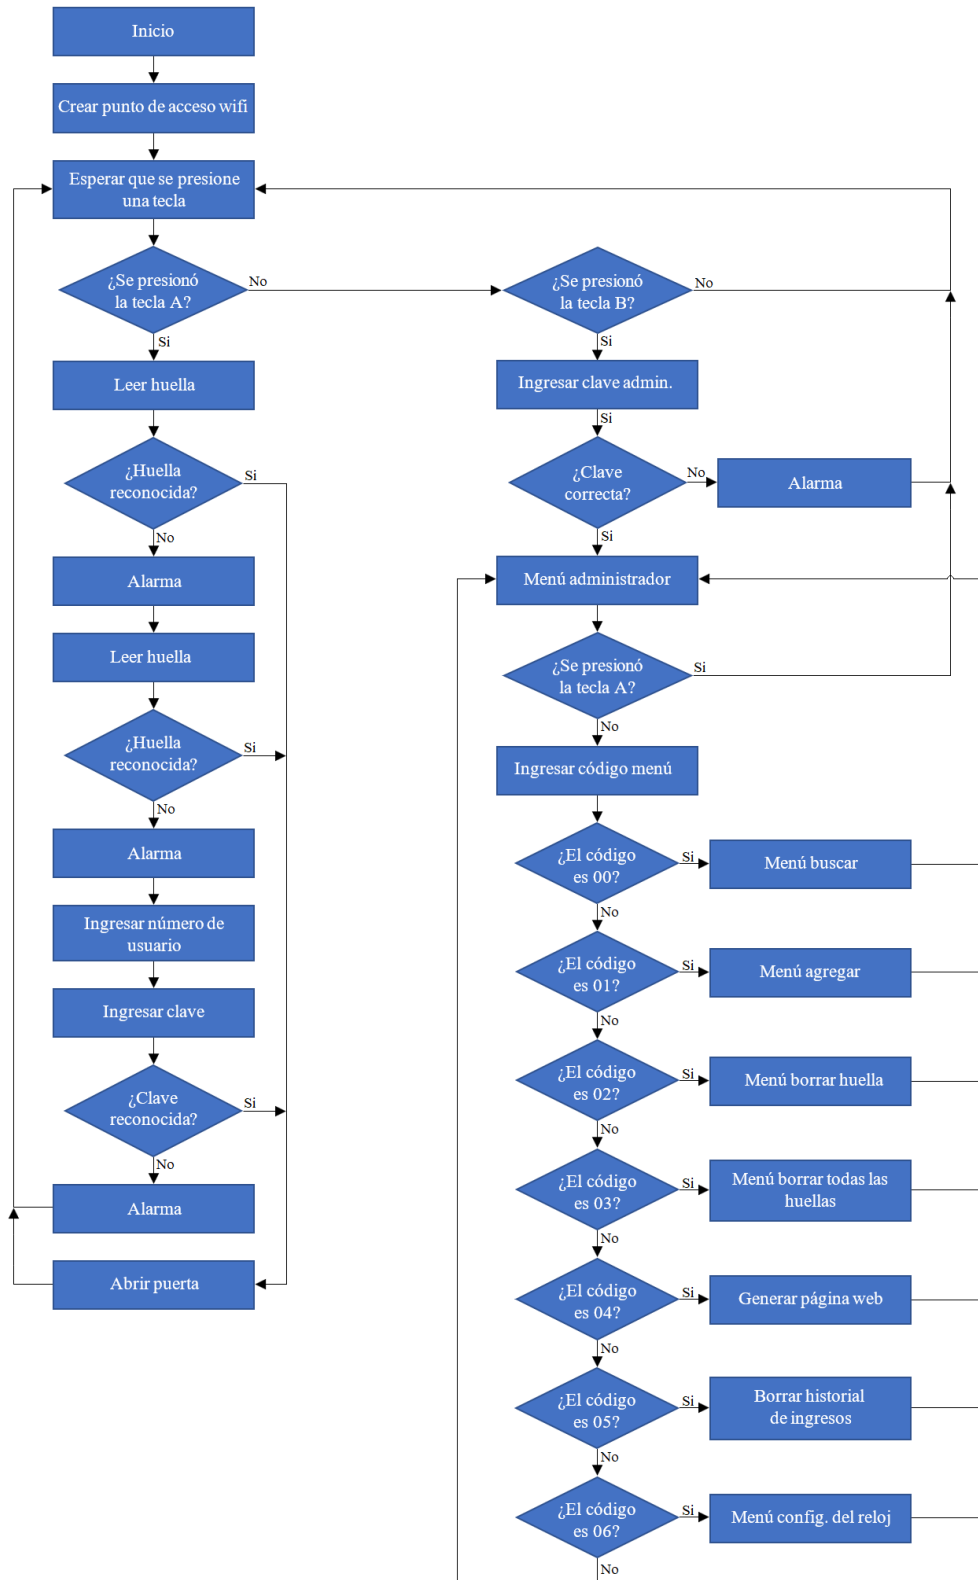 Inicio
Crear punto de acceso wifi
Esperar que se presione
una tecla
¿Se presionó
la tecla A?
No
Si
Leer huella
¿Huella
reconocida?
Si
No
Alarma
Leer huella
¿Huella
reconocida?
Si
No
Alarma
Ingresar número de
usuario
Ingresar clave
¿Clave
reconocida?
Si
No
Alarma
Abrir puerta
¿Se presionó
la tecla B?
No
Si
Ingresar clave admin.
Si
¿Clave
correcta?
No
Alarma
Si
Menú administrador
¿Se presionó
la tecla A?
Si
No
Ingresar código menú
¿El código
es 00?
Si
Menú buscar
No
¿El código
es 01?
Si
Menú agregar
No
¿El código
es 02?
Si
Menú borrar huella
No
¿El código
es 03?
Si
Menú borrar todas las
huellas
No
¿El código
es 04?
Si
Generar página web
No
¿El código
es 05?
Si
Borrar historial
de ingresos
No
¿El código
es 06?
Si
Menú config. del reloj
No